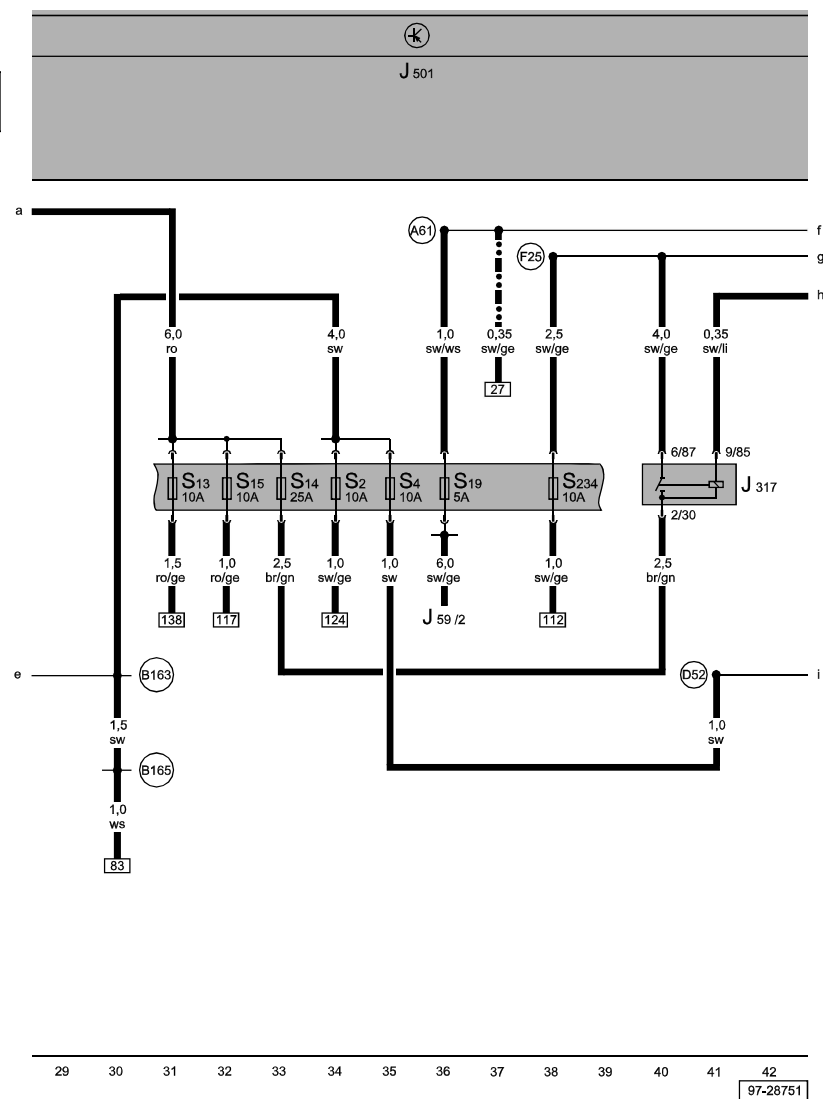 J 501
a
A61
f
F25
g
h
6,0
ro
4,0
sw
1,0
sw/ws
0,35
sw/ge
2,5
sw/ge
4,0
sw/ge
0,35
sw/li
27
6/87
9/85
S13
10A
S15
10A
S14
25A
S2
10A
S4
10A
S19
5A
S234
10A
J 317
2/30
1,5
ro/ge
1,0
ro/ge
2,5
br/gn
1,0
sw/ge
1,0
sw
6,0
sw/ge
1,0
sw/ge
2,5
br/gn
138
117
124
J 59 /2
112
e
B163
D52
i
1,5
sw
1,0
sw
B165
1,0
ws
83
29 30 31 32 33 34 35 36 37 38 39 40 41 42
97-28751